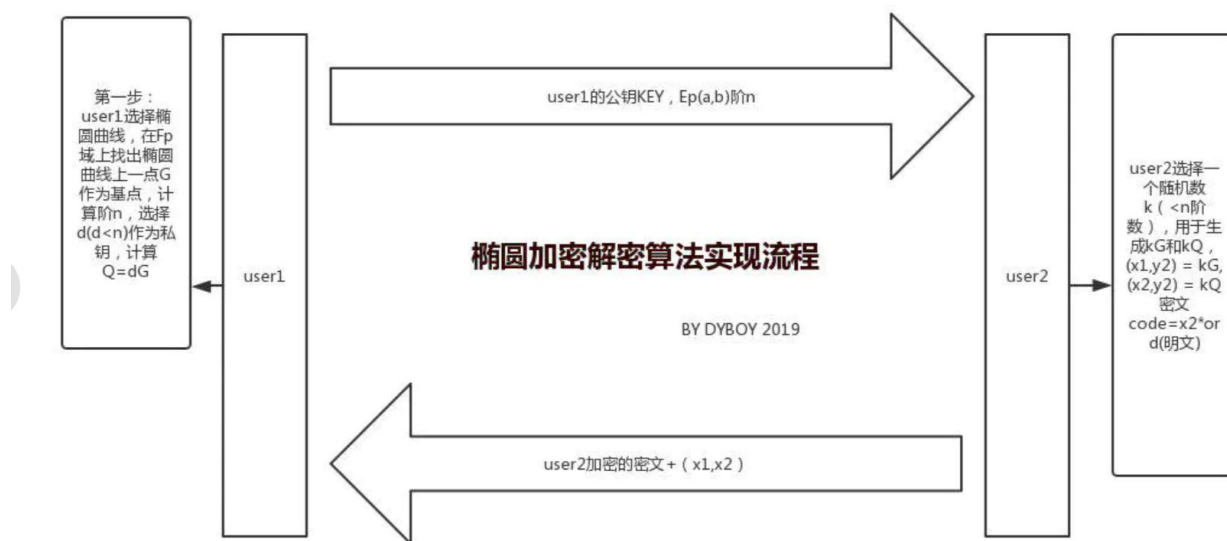 第一步：
user1选择椭
圆曲线，在Fp
域上找出椭圆
曲线上一点G
作为基点，计
算阶n，选择
d(d<n)作为私
钥，计算
Q=dG
user1
user1的公钥KEY，Ep(a,b)阶n
椭圆加密解密算法实现流程
BY DYBOY 2019
user2加密的密文+（x1,x2）
user2
user2选择一
个随机数
k（<n阶
数），用于生
成kG和kQ，
(x1,y2) = kG,
(x2,y2) = kQ
密文
code=x2*or
d(明文)